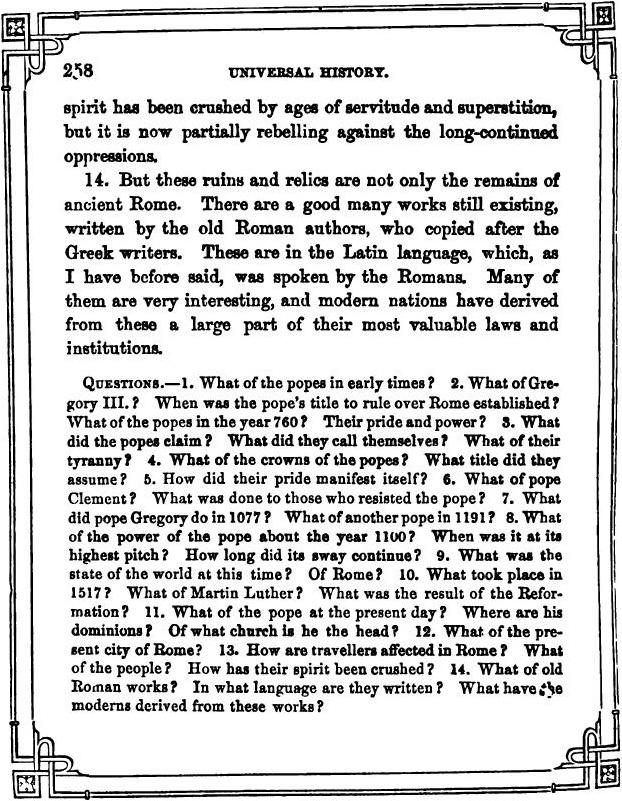 258 UNIVERSAL HISTORY.
spirit has been crushed by ages of servitude and superstition,
but it is now partially rebelling against the long-continued
oppressions.
14. But these ruins and relics are not only the remains of
ancient Rome. There are a good many works still existing,
written by the old Roman authors, who copied after the
Greek writers. These are in the Latin language, which, as
I have before said, was spoken by the Romans. Many of
them are very interesting, and modern nations have derived
from these a large part of their most valuable laws and
institutions.
QUESTIONS.—1. What of the popes in early times? 2. What of Gre-
gory III.? When was the pope's title to rule over Rome established?
What of the popes in the year 760? Their pride and power? 3. What
did the popes claim? What did they call themselves? What of their
tyranny? 4. What of the crowns of the popes? What title did they
assume? 5. How did their pride manifest itself? 6. What of pope
Clement? What was done to those who resisted the pope? 7. What
did pope Gregory do in 1077? What of another pope in 1191? 8. What
of the power of the pope about the year 1100? When was it at its
highest pitch? How long did its sway continue? 9. What was the
state of the world at this time? Of Rome? 10. What took place in
1517? What of Martin Luther? What was the result of the Refor-
mation? 11. What of the pope at the present day? Where are his
dominions? Of what church is he the head? 12. What of the pre-
sent city of Rome? 13. How are travellers affected in Rome? What
of the people? How has their spirit been crushed? 14. What of old
Roman works? In what language are they written? What have the
moderns derived from these works?